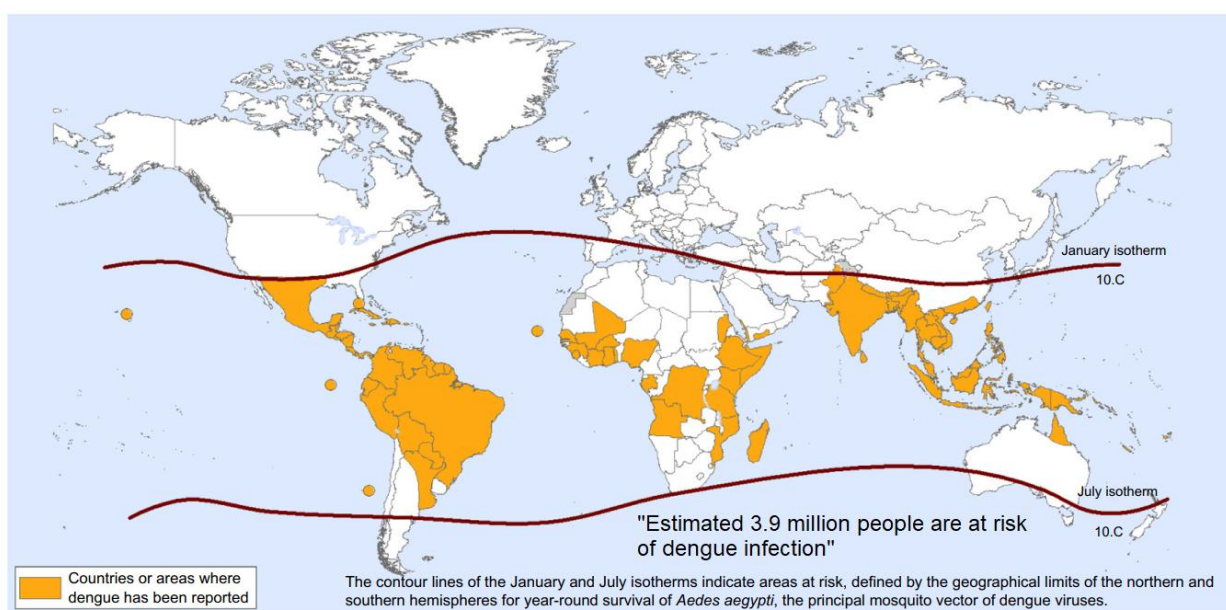 January isotherm
10.C
July isotherm
10.C
"Estimated 3.9 million people are at risk
of dengue infection"
Countries or areas where
dengue has been reported
The contour lines of the January and July isotherms indicate areas at risk, defined by the geographical limits of the northern and
southern hemispheres for year-round survival of Aedes aegypti, the principal mosquito vector of dengue viruses.